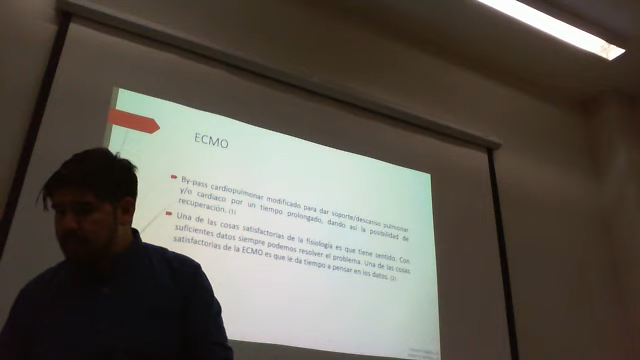 ECMO
By-pass cardiopulmonar modificado para dar soporte/descanso pulmonar
y/o cardiaco por un tiempo prolongado, dando así la posibilidad de
recuperación. (1)
Una de las cosas satisfactorias de la fisiología es que tiene sentido. Con
suficientes datos siempre podemos resolver el problema. Una de las cosas
satisfactorias de la ECMO es que le da tiempo a pensar en los datos. (2)